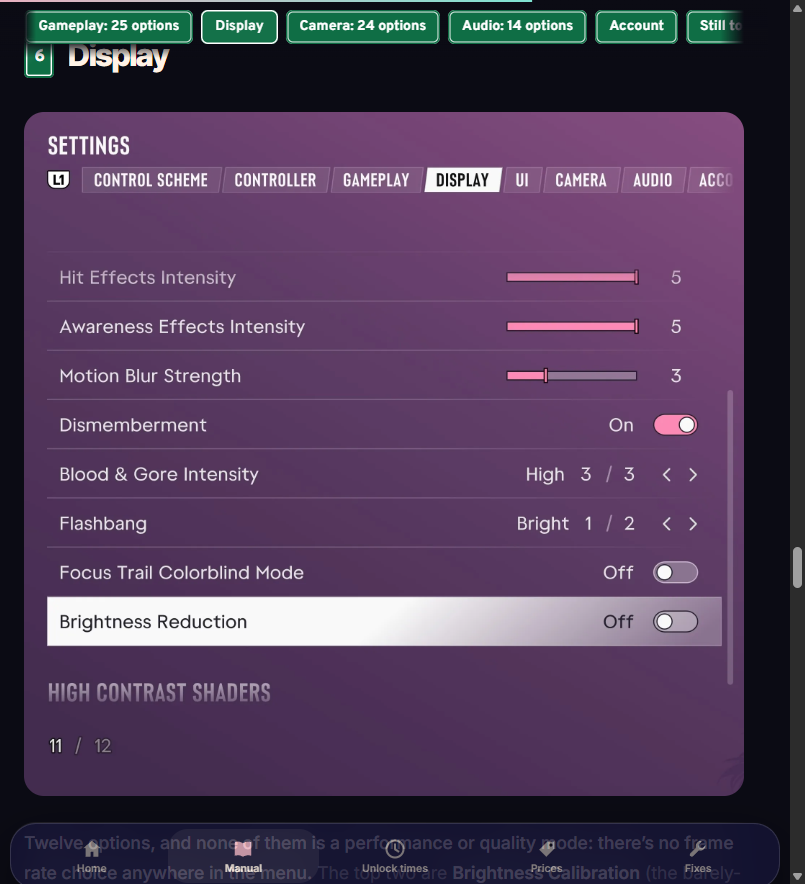 Gameplay: 25 options Display Camera: 24 options Audio: 14 options Account Still to
6 Display
SETTINGS
L1 CONTROL SCHEME CONTROLLER GAMEPLAY DISPLAY UI CAMERA AUDIO ACCO
Hit Effects Intensity 5
Awareness Effects Intensity 5
Motion Blur Strength 3
Dismemberment On
Blood & Gore Intensity High 3 / 3
Flashbang Bright 1 / 2
Focus Trail Colorblind Mode Off
Brightness Reduction Off
HIGH CONTRAST SHADERS
11 / 12
Twelve options, and none of them is a performance or quality mode: there's no frame
rate choice anywhere in the menu. The top two are Brightness Calibration (the barely-
Home Manual Unlock times Prices Fixes